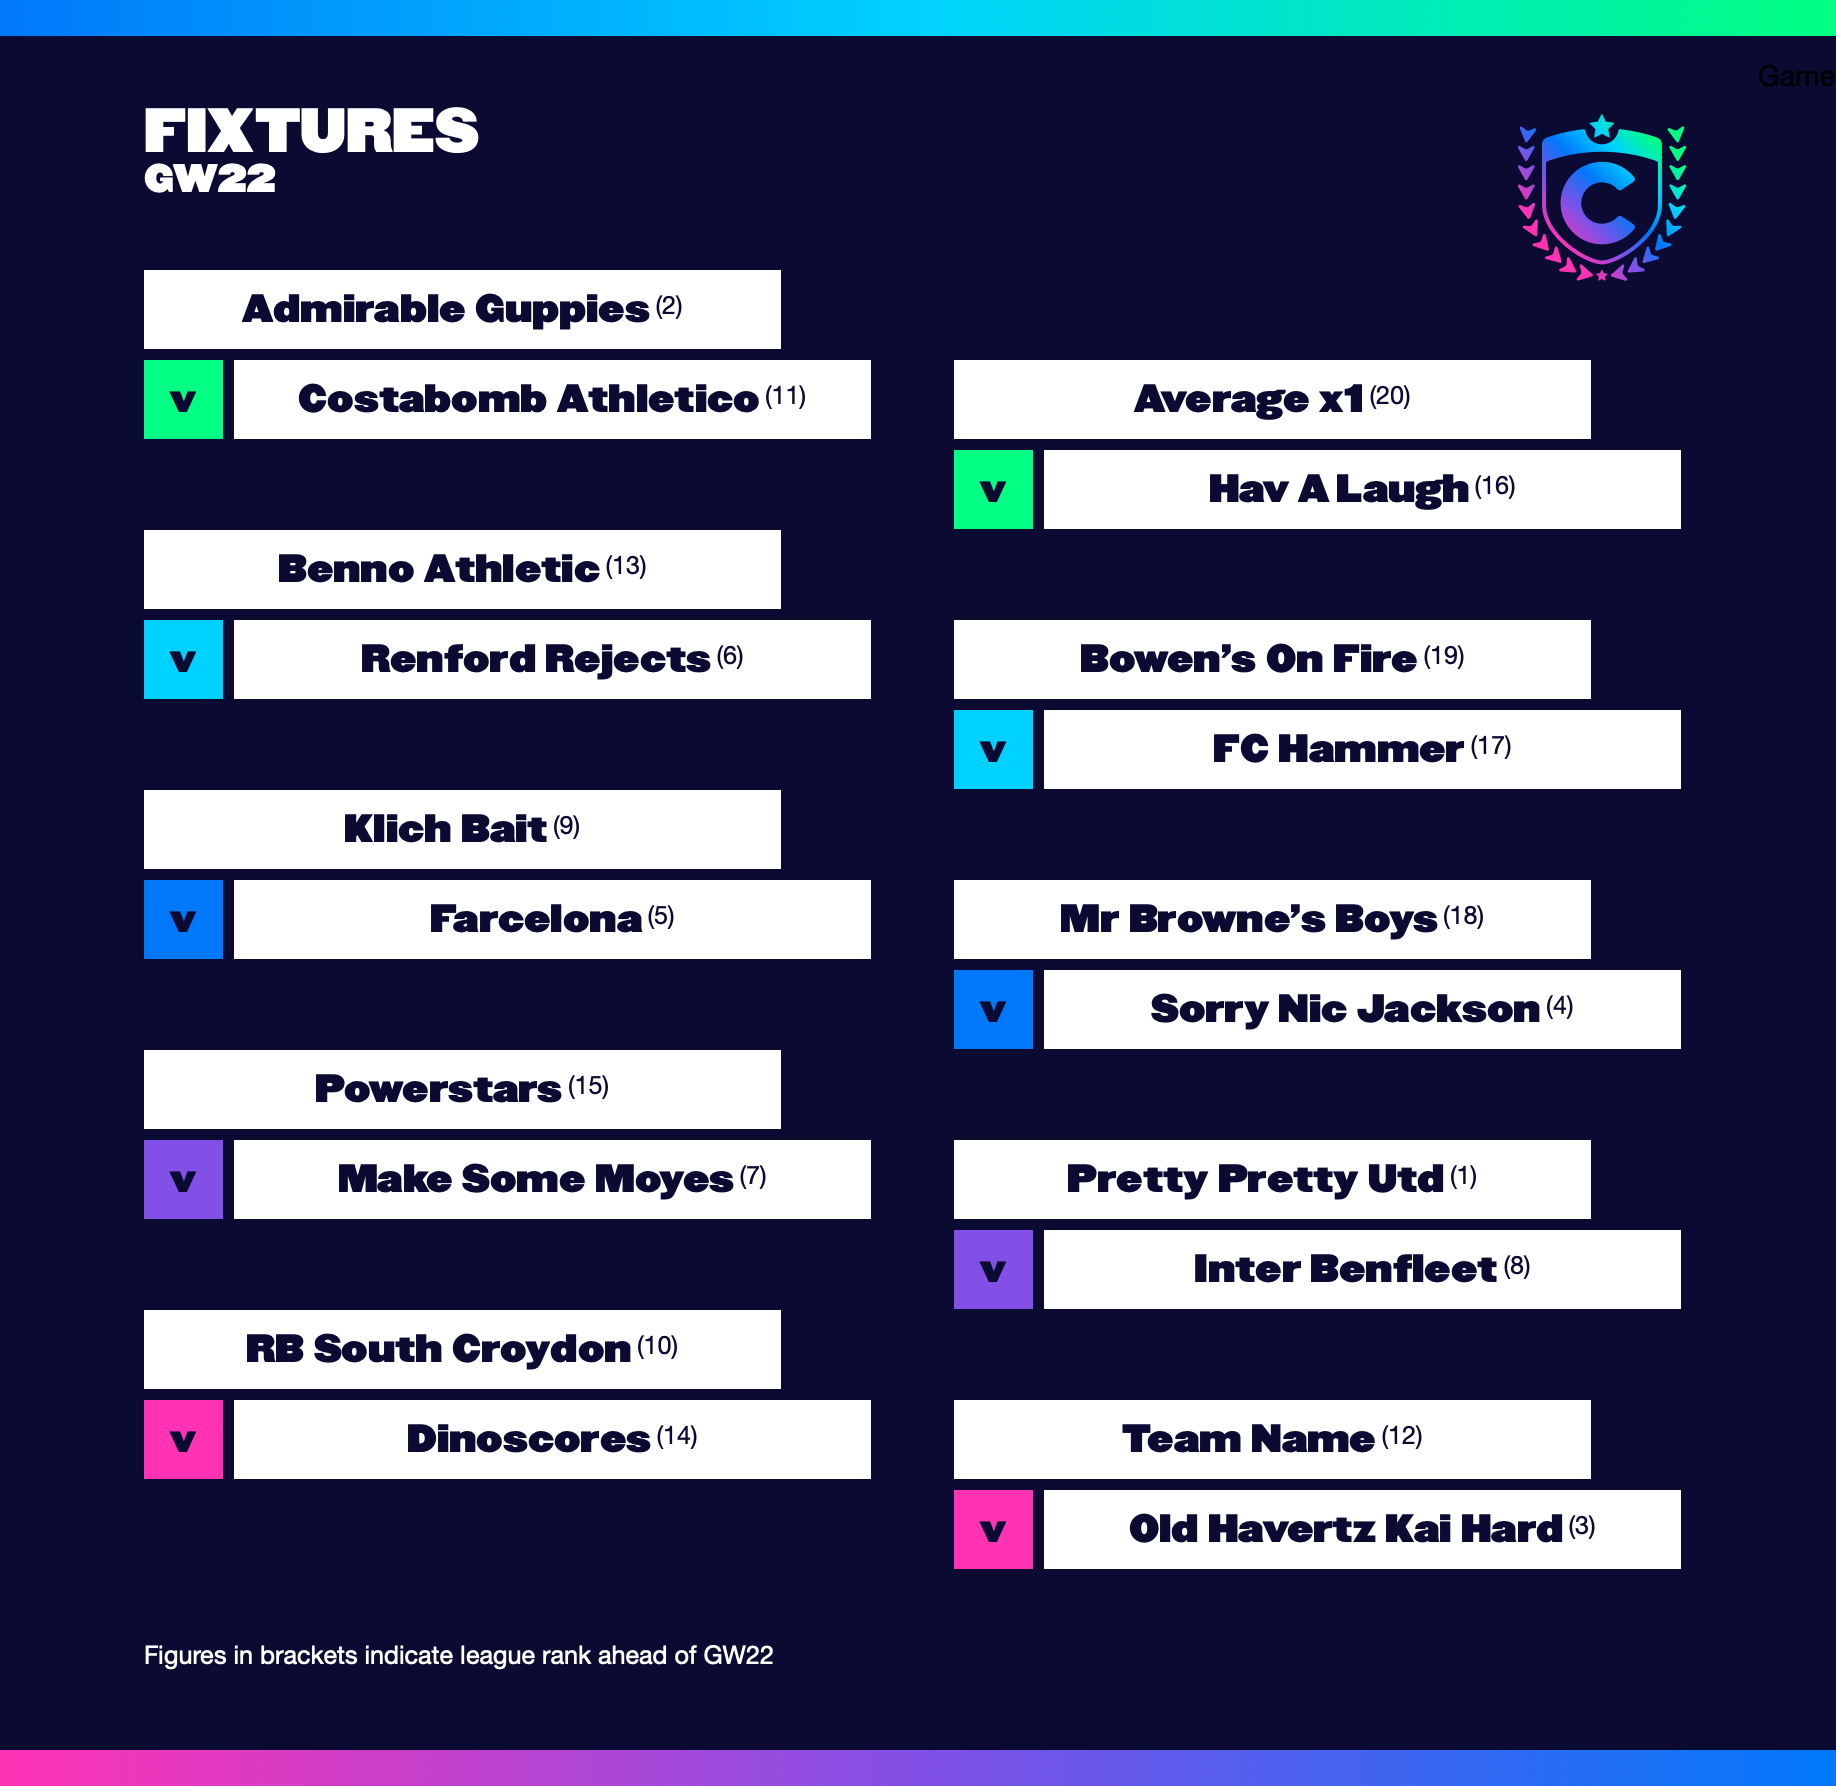 Game
FIXTURES
GW22
Admirable Guppies (2)
v Costabomb Athletico (11)
Benno Athletic (13)
v Renford Rejects (6)
Klich Bait (9)
v Farcelona (5)
Powerstars (15)
v Make Some Moyes (7)
RB South Croydon (10)
v Dinoscores (14)
Average x1 (20)
v Hav A Laugh (16)
Bowen’s On Fire (19)
v FC Hammer (17)
Mr Browne’s Boys (18)
v Sorry Nic Jackson (4)
Pretty Pretty Utd (1)
v Inter Benfleet (8)
Team Name (12)
v Old Havertz Kai Hard (3)
Figures in brackets indicate league rank ahead of GW22
C